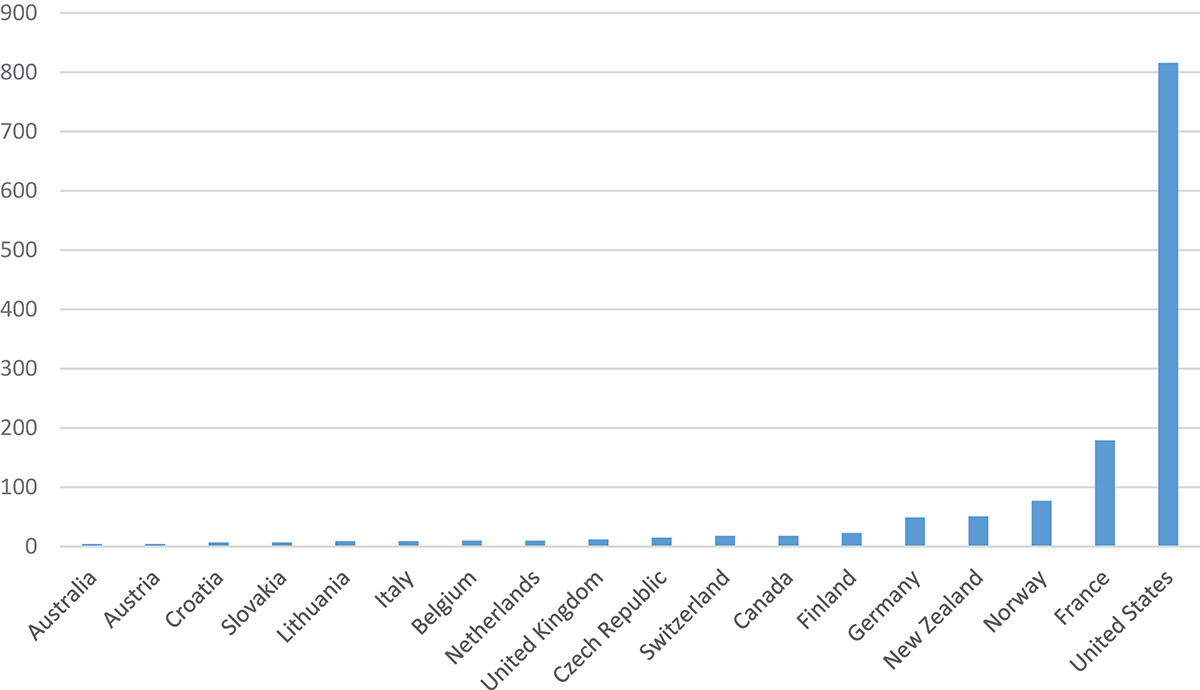 900
800
700
600
500
400
300
200
100
0
Australia
Austria
Croatia
Slovakia
Lithuania
Italy
Belgium
Netherlands
United Kingdom
Czech Republic
Switzerland
Canada
Finland
Germany
New Zealand
Norway
France
United States